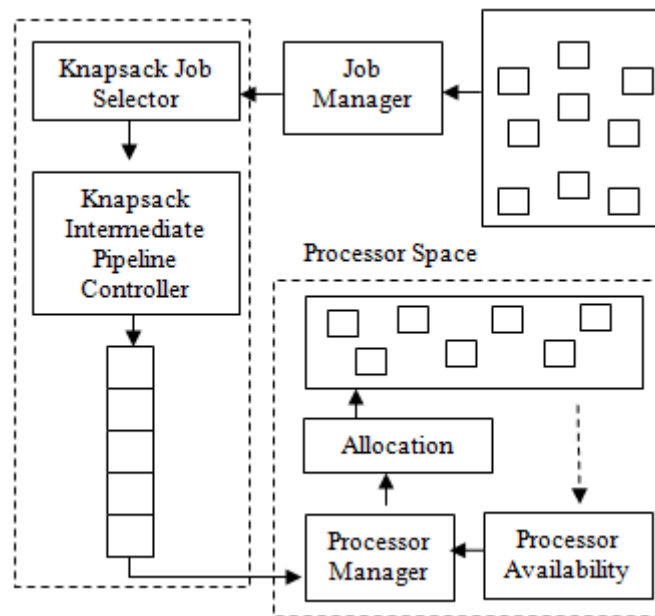 Knapsack Job
Selector
Job
Manager
Knapsack
Intermediate
Pipeline
Controller
Processor Space
Allocation
Processor
Manager
Processor
Availability